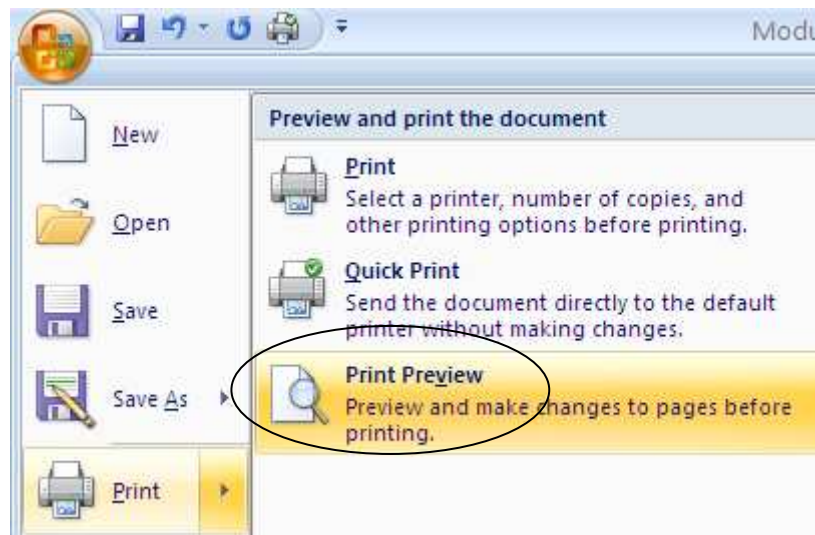 Modu
New
Open
Save
Save As
Print
Preview and print the document
Print
Select a printer, number of copies, and
other printing options before printing.
Quick Print
Send the document directly to the default
printer without making changes.
Print Preview
Preview and make changes to pages before
printing.